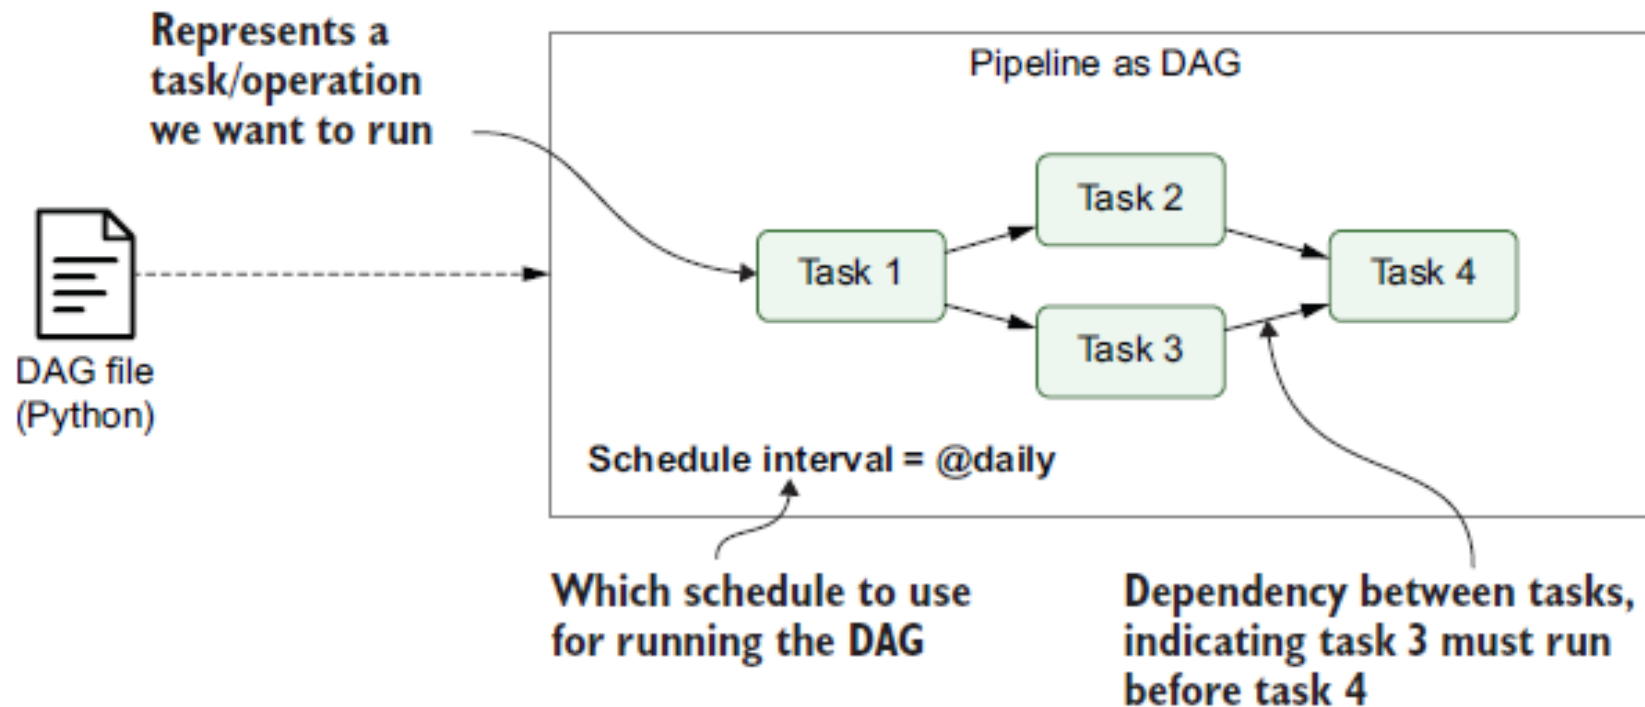 Represents a
task/operation
we want to run
Pipeline as DAG
Task 2
Task 1
Task 4
Task 3
DAG file
(Python)
Schedule interval = @daily
Which schedule to use
for running the DAG
Dependency between tasks,
indicating task 3 must run
before task 4